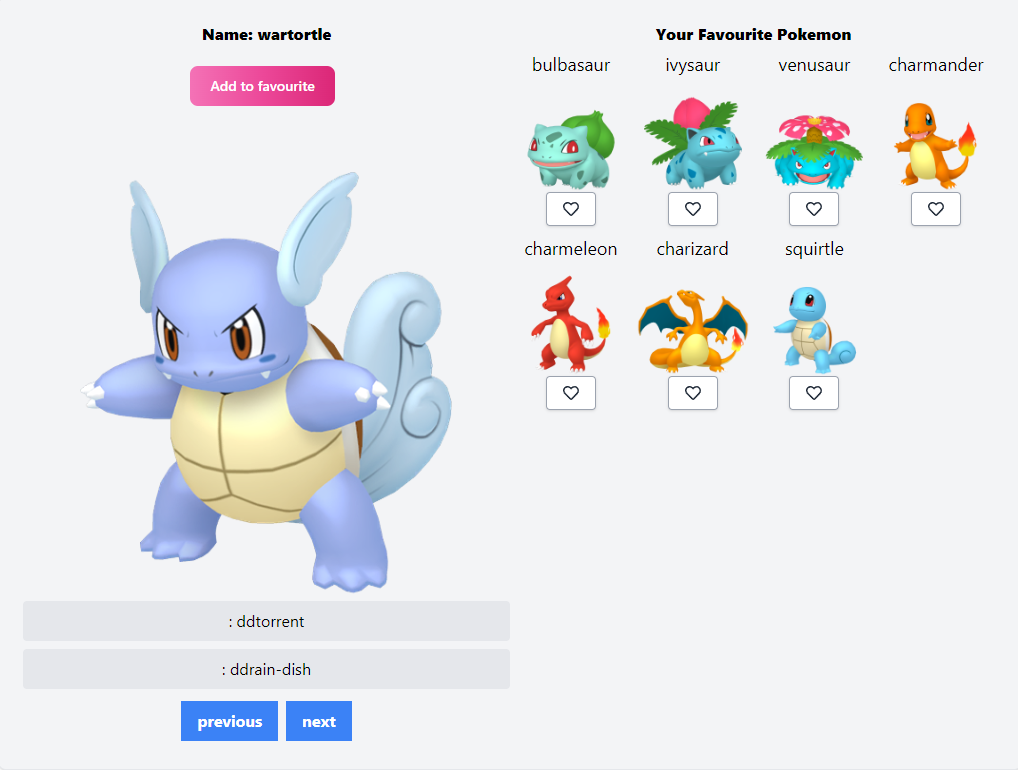 Name: wartortle
Add to favourite
: ddtorrent
: ddrain-dish
previous next
Your Favourite Pokemon
bulbasaur ivysaur venusaur charmander
charmeleon charizard squirtle